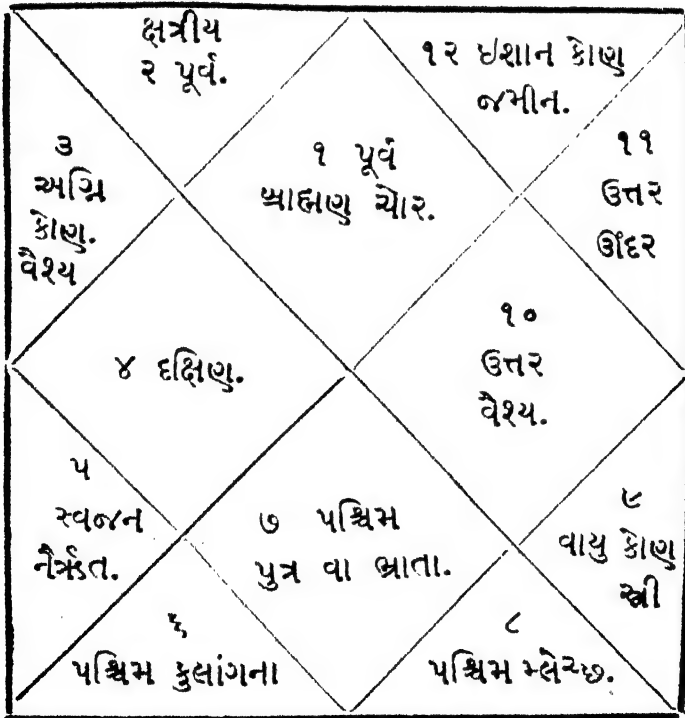 ક્ષત્રીય
૨ પૂર્વ.
૧૨ ઇશાન કોણ
જમીન.
૩
અગ્નિ
કોણ.
વૈશ્ય
૧ પૂર્વ
બ્રાહ્મણ ચોર.
૧૧
ઉત્તર
ઊંદર
૪ દક્ષિણ.
૧૦
ઉત્તર
વૈશ્ય.
૫
સ્વજન
નૈર્ઋત.
૭ પશ્ચિમ
પુત્ર વા ભ્રાતા.
૯
વાયુ કોણ
સ્ત્રી
૬
પશ્ચિમ કુલાંગના
૮
પશ્ચિમ મ્લેચ્છ.